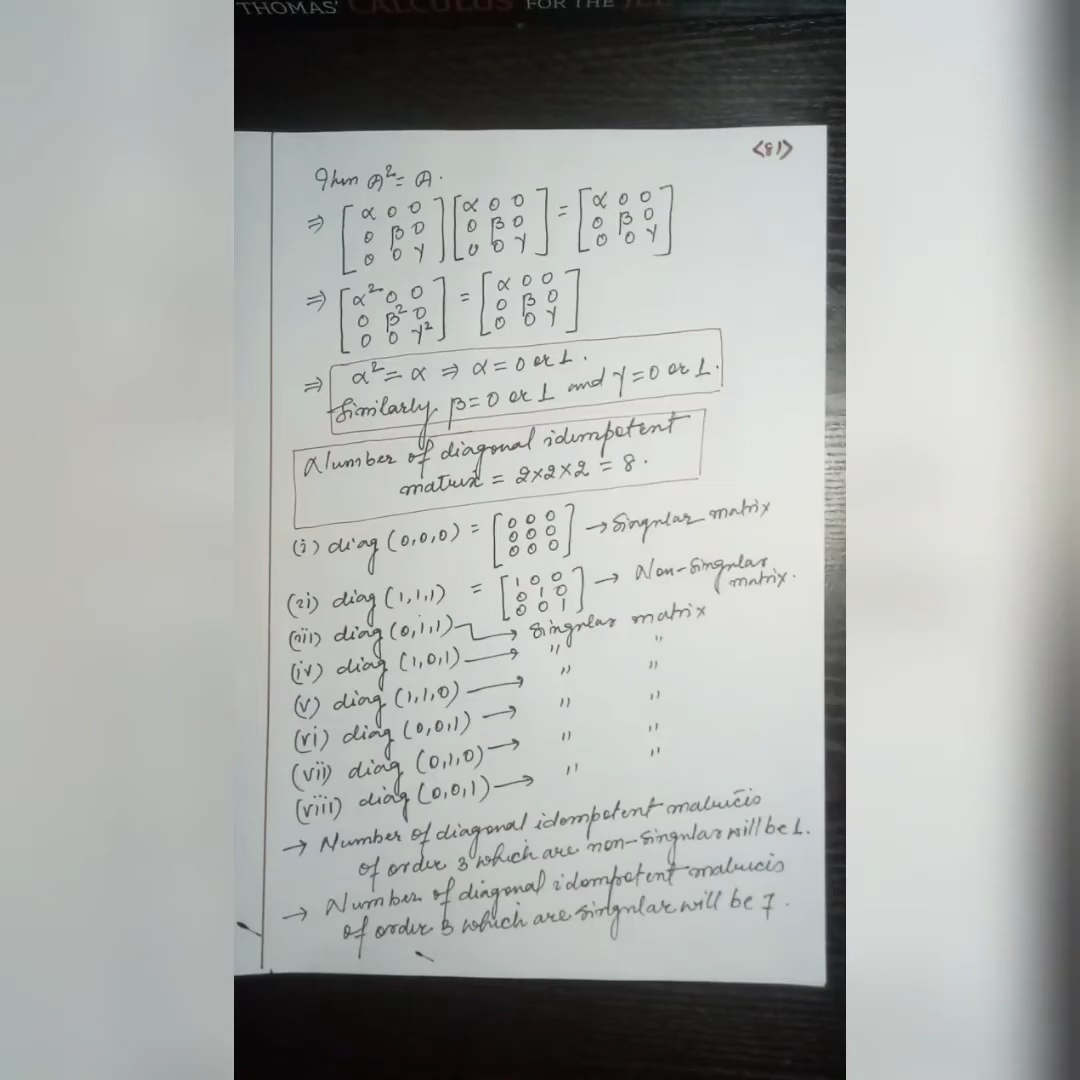 THOMAS' CALCULUS FOR THE JEE
<81>
Then A² = A.
⇒ [α 0 0 [α 0 0 = [α 0 0
0 β 0 0 β 0 0 β 0
0 0 γ] 0 0 γ] 0 0 γ]
⇒ [α² 0 0 = [α 0 0
0 β² 0 0 β 0
0 0 γ²] 0 0 γ]
⇒ α² = α ⇒ α = 0 or 1.
Similarly β = 0 or 1 and γ = 0 or 1.
Number of diagonal idempotent
matrix = 2×2×2 = 8.
(i) diag (0,0,0) = [0 0 0
0 0 0
0 0 0] → Singular matrix
(ii) diag (1,1,1) = [1 0 0
0 1 0
0 0 1] → Non-singular
matrix.
(iii) diag (0,1,1) → Singular matrix
(iv) diag (1,0,1) → " "
(v) diag (1,1,0) → " "
(vi) diag (0,0,1) → " "
(vii) diag (0,1,0) → " "
(viii) diag (0,0,1) → " "
→ Number of diagonal idempotent matricis
of order 3 which are non-singular will be 1.
→ Number of diagonal idempotent matricis
of order 3 which are singular will be 7.